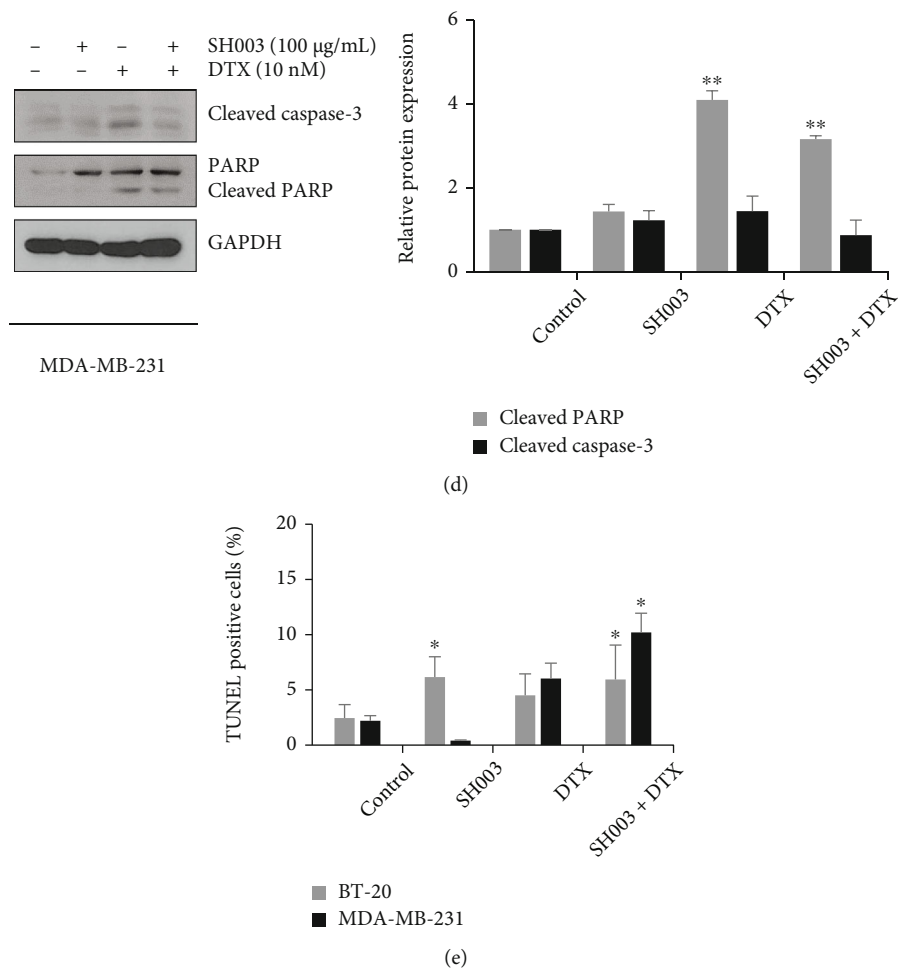 − + − + SH003 (100 μg/mL)
− − + + DTX (10 nM)
Cleaved caspase-3
PARP
Cleaved PARP
GAPDH
MDA-MB-231
Relative protein expression
6
4
2
0
**
**
Control
SH003
DTX
SH003 + DTX
Cleaved PARP
Cleaved caspase-3
(d)
TUNEL positive cells (%)
20
15
10
5
0
*
*
*
Control
SH003
DTX
SH003 + DTX
BT-20
MDA-MB-231
(e)